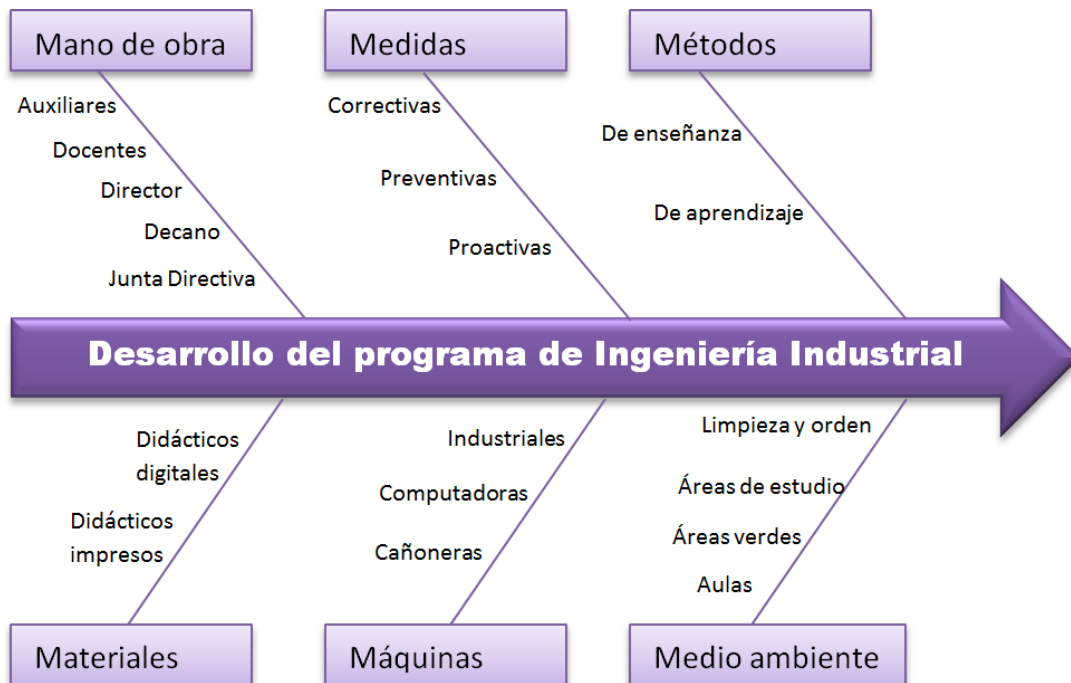 Mano de obra
Medidas
Métodos
Auxiliares
Docentes
Director
Decano
Junta Directiva
Correctivas
Preventivas
Proactivas
De enseñanza
De aprendizaje
Desarrollo del programa de Ingeniería Industrial
Didácticos
digitales
Didácticos
impresos
Industriales
Computadoras
Cañoneras
Limpieza y orden
Áreas de estudio
Áreas verdes
Aulas
Materiales
Máquinas
Medio ambiente